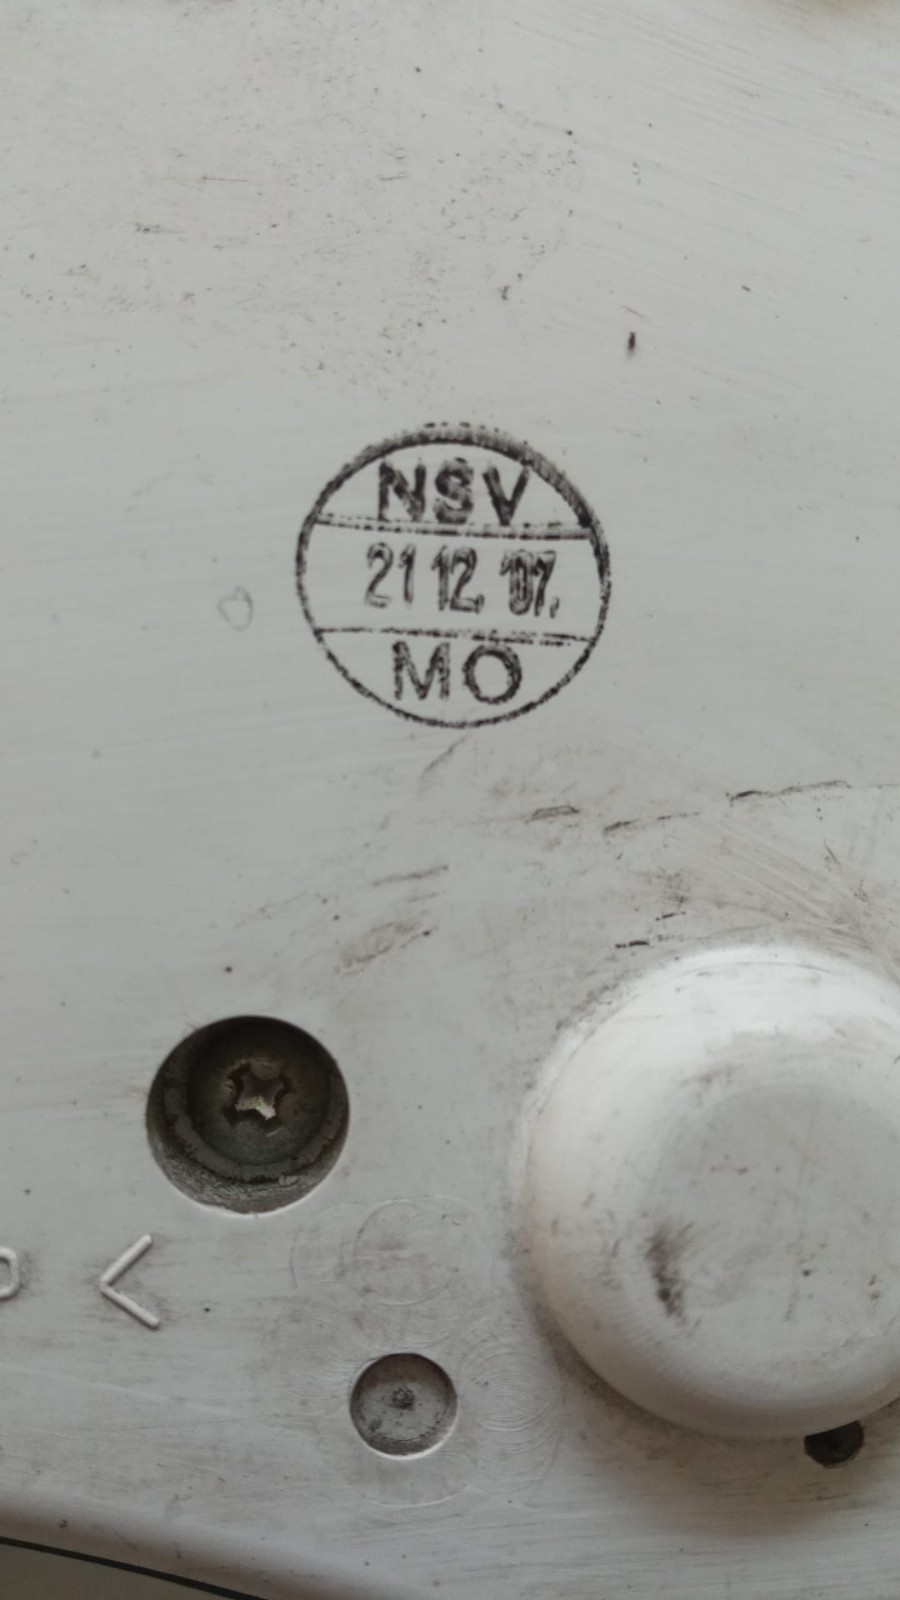 NSV
21 12. '07.
MO
<